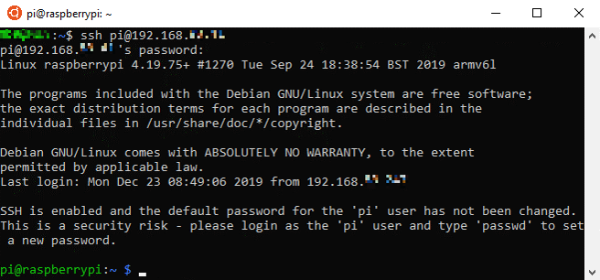 pi@raspberrypi: ~
:~$ ssh pi@192.168.
pi@192.168. 's password:
Linux raspberrypi 4.19.75+ #1270 Tue Sep 24 18:38:54 BST 2019 armv6l
The programs included with the Debian GNU/Linux system are free software;
the exact distribution terms for each program are described in the
individual files in /usr/share/doc/*/copyright.
Debian GNU/Linux comes with ABSOLUTELY NO WARRANTY, to the extent
permitted by applicable law.
Last login: Mon Dec 23 08:49:06 2019 from 192.168.
SSH is enabled and the default password for the 'pi' user has not been changed.
This is a security risk - please login as the 'pi' user and type 'passwd' to set
a new password.
pi@raspberrypi:~ $